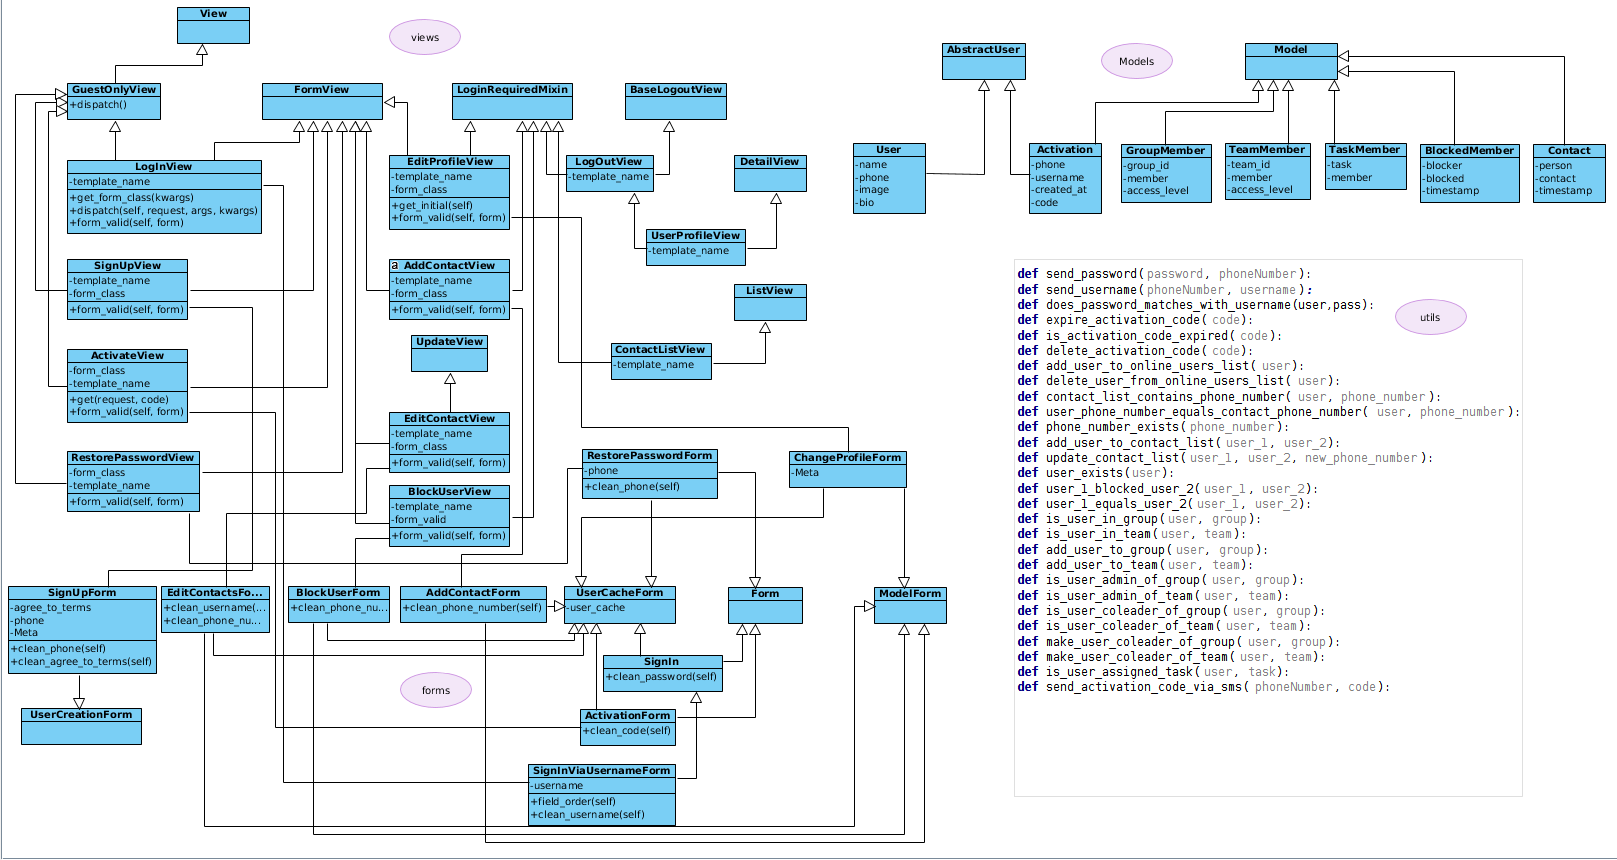 View
views
GuestOnlyView
+dispatch()
FormView
LoginRequiredMixin
BaseLogoutView
LogInView
-template_name
+get_form_class(kwargs)
+dispatch(self, request, args, kwargs)
+form_valid(self, form)
EditProfileView
-template_name
-form_class
+get_initial(self)
+form_valid(self, form)
LogOutView
-template_name
DetailView
UserProfileView
-template_name
SignUpView
-template_name
-form_class
+form_valid(self, form)
a AddContactView
-template_name
-form_class
+form_valid(self, form)
ListView
ActivateView
-form_class
-template_name
+get(request, code)
+form_valid(self, form)
UpdateView
ContactListView
-template_name
EditContactView
-template_name
-form_class
+form_valid(self, form)
RestorePasswordView
-form_class
-template_name
+form_valid(self, form)
BlockUserView
-template_name
-form_valid
+form_valid(self, form)
RestorePasswordForm
-phone
+clean_phone(self)
ChangeProfileForm
-Meta
SignUpForm
-agree_to_terms
-phone
-Meta
+clean_phone(self)
+clean_agree_to_terms(self)
EditContactsFo...
+clean_username(...
+clean_phone_nu...
BlockUserForm
+clean_phone_nu...
AddContactForm
+clean_phone_number(self)
UserCacheForm
-user_cache
Form
ModelForm
SignIn
+clean_password(self)
forms
UserCreationForm
ActivationForm
+clean_code(self)
SignInViaUsernameForm
-username
+field_order(self)
+clean_username(self)
AbstractUser
Models
Model
User
-name
-phone
-image
-bio
Activation
-phone
-username
-created_at
-code
GroupMember
-group_id
-member
-access_level
TeamMember
-team_id
-member
-access_level
TaskMember
-task
-member
BlockedMember
-blocker
-blocked
-timestamp
Contact
-person
-contact
-timestamp
utils
def send_password(password, phoneNumber):
def send_username(phoneNumber, username):
def does_password_matches_with_username(user,pass):
def expire_activation_code(code):
def is_activation_code_expired(code):
def delete_activation_code(code):
def add_user_to_online_users_list(user):
def delete_user_from_online_users_list(user):
def contact_list_contains_phone_number(user, phone_number):
def user_phone_number_equals_contact_phone_number(user, phone_number):
def phone_number_exists(phone_number):
def add_user_to_contact_list(user_1, user_2):
def update_contact_list(user_1, user_2, new_phone_number):
def user_exists(user):
def user_1_blocked_user_2(user_1, user_2):
def user_1_equals_user_2(user_1, user_2):
def is_user_in_group(user, group):
def is_user_in_team(user, team):
def add_user_to_group(user, group):
def add_user_to_team(user, team):
def is_user_admin_of_group(user, group):
def is_user_admin_of_team(user, team):
def is_user_coleader_of_group(user, group):
def is_user_coleader_of_team(user, team):
def make_user_coleader_of_group(user, group):
def make_user_coleader_of_team(user, team):
def is_user_assigned_task(user, task):
def send_activation_code_via_sms(phoneNumber, code):